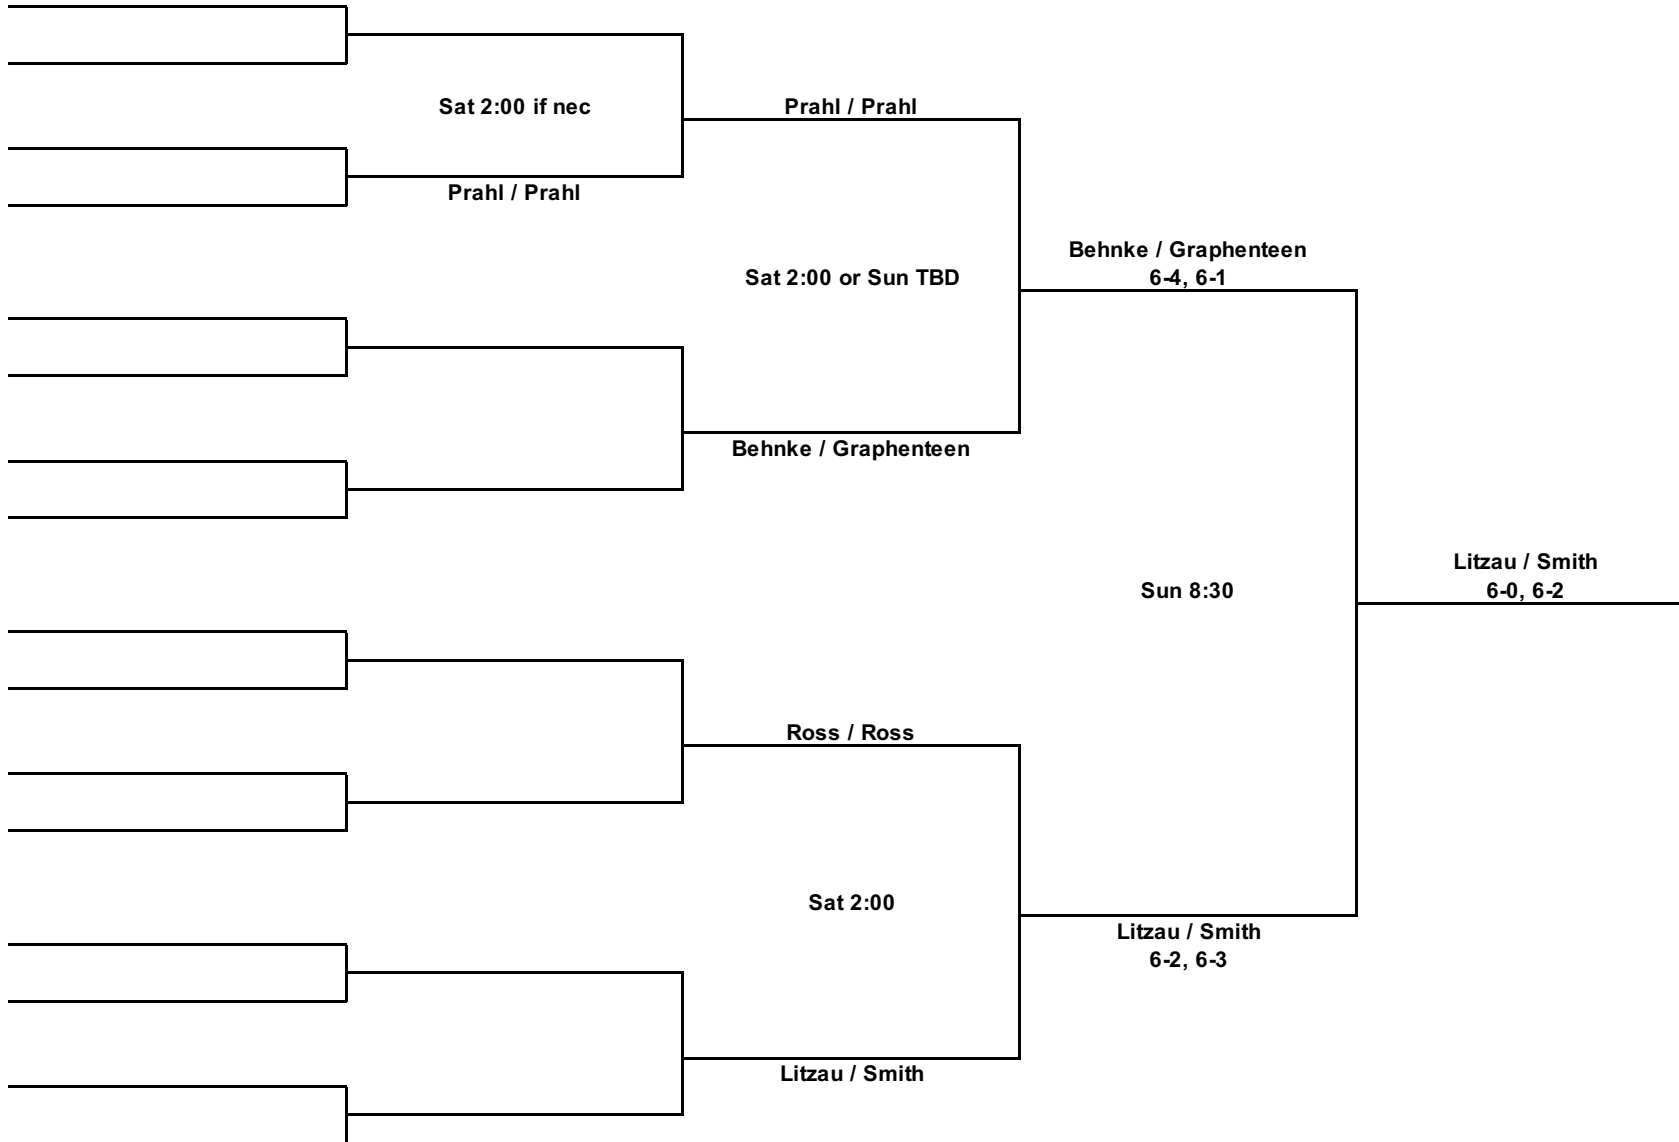 Sat 2:00 if nec
Prahl / Prahl
Prahl / Prahl
Behnke / Graphenteen
6-4, 6-1
Sat 2:00 or Sun TBD
Behnke / Graphenteen
Litzau / Smith
6-0, 6-2
Sun 8:30
Ross / Ross
Sat 2:00
Litzau / Smith
6-2, 6-3
Litzau / Smith